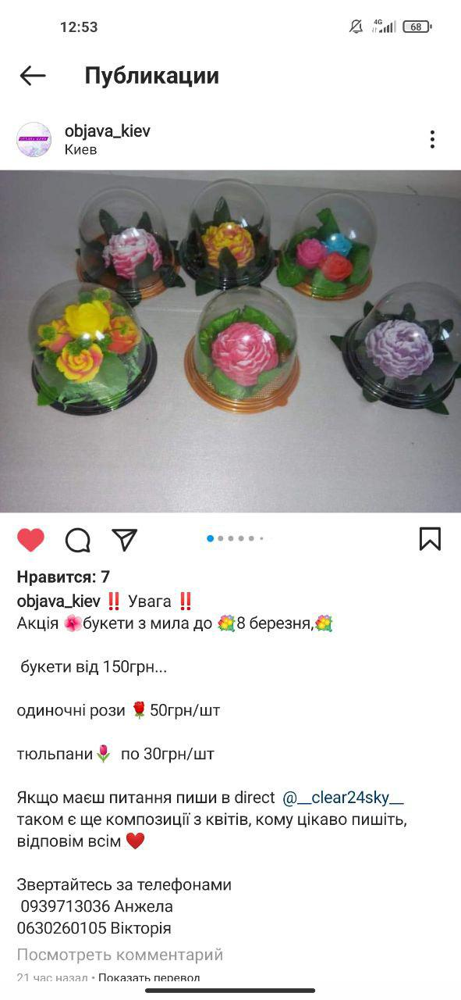 12:53
4G
68
Публикации
objava_kiev
Киев
Нравится: 7
objava_kiev ‼️ Увага ‼️
Акція 🌺букети з мила до 💐8 березня,💐
букети від 150грн...
одиночні рози 🌹50грн/шт
тюльпани🌷 по 30грн/шт
Якщо маєш питання пиши в direct @__clear24sky__
таком є ще композиції з квітів, кому цікаво пишіть,
відповім всім ❤️
Звертайтесь за телефонами
0939713036 Анжела
0630260105 Вікторія
Посмотреть комментарий
21 час назад • Показать перевод